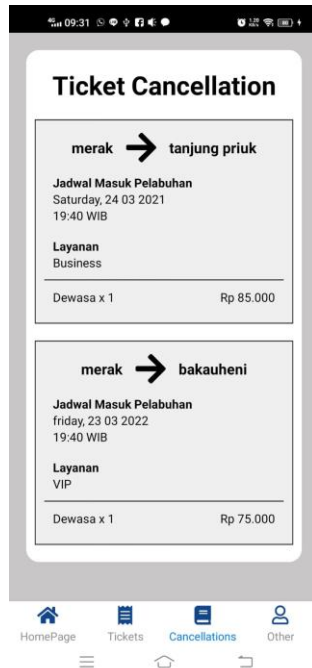 4G 09:31
Ticket Cancellation
merak tanjung priuk
Jadwal Masuk Pelabuhan
Saturday, 24 03 2021
19:40 WIB
Layanan
Business
Dewasa x 1 Rp 85.000
merak bakauheni
Jadwal Masuk Pelabuhan
friday, 23 03 2022
19:40 WIB
Layanan
VIP
Dewasa x 1 Rp 75.000
HomePage Tickets Cancellations Other